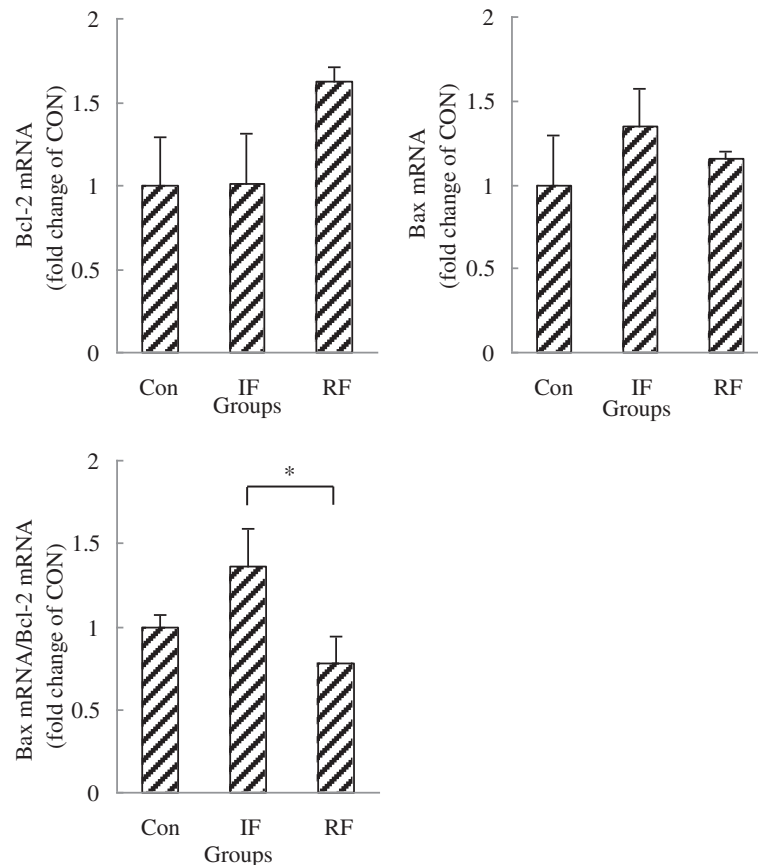 2
1.5
1
0.5
0
Bcl-2 mRNA
(fold change of CON)
Con IF RF
Groups
2
1.5
1
0.5
0
Bax mRNA
(fold change of CON)
Con IF RF
Groups
2
1.5
1
0.5
0
Bax mRNA/Bcl-2 mRNA
(fold change of CON)
*
Con IF RF
Groups